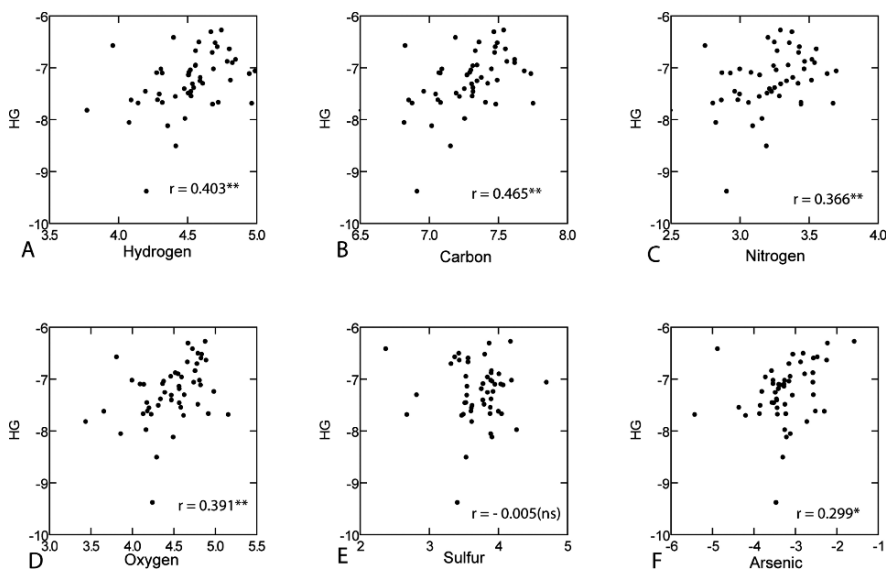 -6
-7
-8
-9
-10
HG
r = 0.403**
3.5 4.0 4.5 5.0
A Hydrogen
-6
-7
-8
-9
-10
HG
r = 0.465**
6.5 7.0 7.5 8.0
B Carbon
-6
-7
-8
-9
-10
HG
r = 0.366**
2.5 3.0 3.5 4.0
C Nitrogen
-6
-7
-8
-9
-10
HG
r = 0.391**
3.0 3.5 4.0 4.5 5.0 5.5
D Oxygen
-6
-7
-8
-9
-10
HG
r = - 0.005(ns)
2 3 4 5
E Sulfur
-6
-7
-8
-9
-10
HG
r = 0.299*
-6 -5 -4 -3 -2 -1
F Arsenic